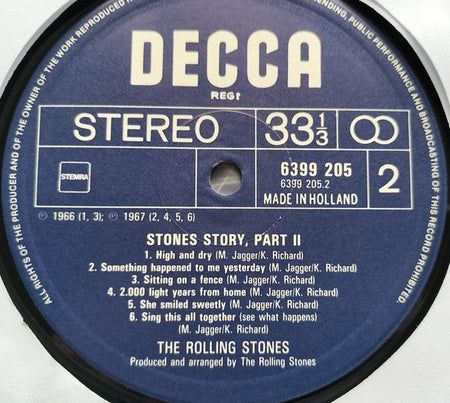 DECCA
REG!
STEREO 33 1/3
STEMRA
6399 205
6399 205.2
MADE IN HOLLAND
2
℗ 1966 (1, 3); ℗ 1967 (2, 4, 5, 6)
STONES STORY, PART II
1. High and dry (M. Jagger/K. Richard)
2. Something happened to me yesterday (M. Jagger/K. Richard)
3. Sitting on a fence (M. Jagger/K. Richard)
4. 2.000 light years from home (M. Jagger/K. Richard)
5. She smiled sweetly (M. Jagger/K. Richard)
6. Sing this all together (see what happens)
(M. Jagger/K. Richard)
THE ROLLING STONES
Produced and arranged by The Rolling Stones
ALL RIGHTS OF THE PRODUCER AND OF THE OWNER OF THE WORK REPRODUCED
PUBLIC PERFORMANCE AND BROADCASTING OF THIS RECORD PROHIBITED